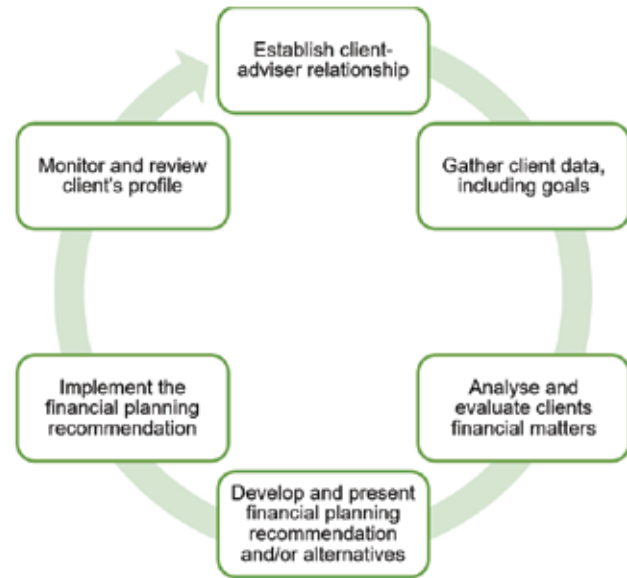 Establish client-
adviser relationship
Gather client data,
including goals
Analyse and
evaluate clients
financial matters
Develop and present
financial planning
recommendation
and/or alternatives
Implement the
financial planning
recommendation
Monitor and review
client's profile